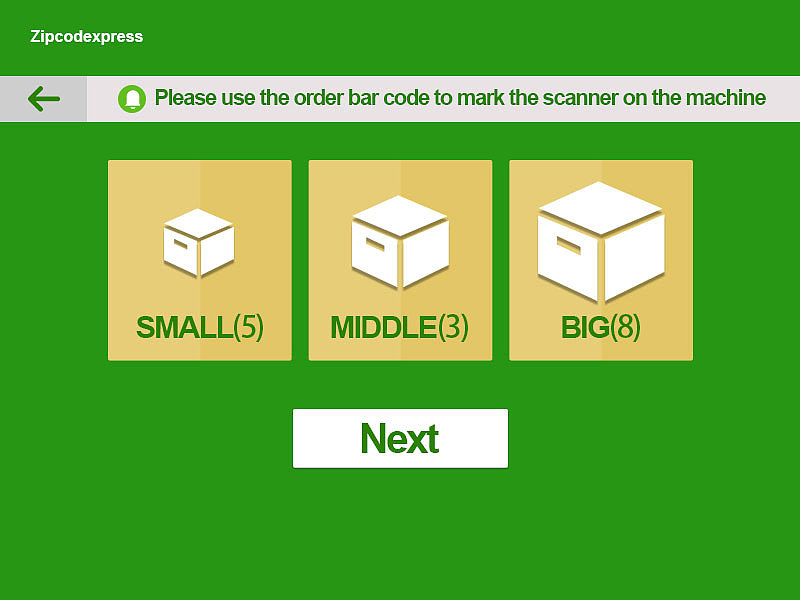 Zipcodexpress
Please use the order bar code to mark the scanner on the machine
SMALL(5) MIDDLE(3) BIG(8)
Next